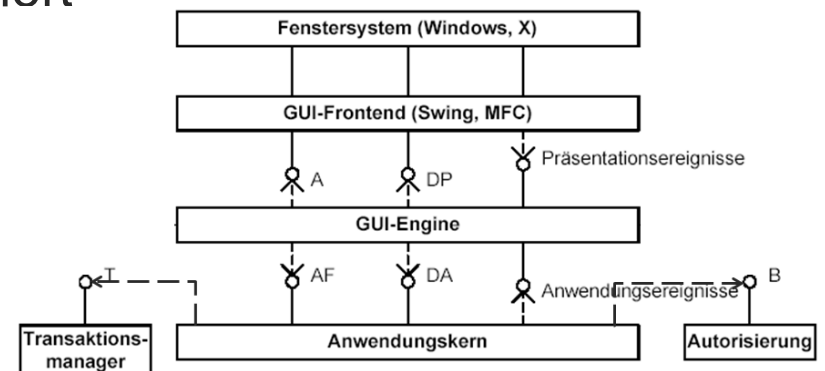 Fenstersystem (Windows, X)
GUI-Frontend (Swing, MFC)
Präsentationsereignisse
A
DP
GUI-Engine
AF
DA
T
Anwendungsereignisse
B
Transaktions-
manager
Anwendungskern
Autorisierung